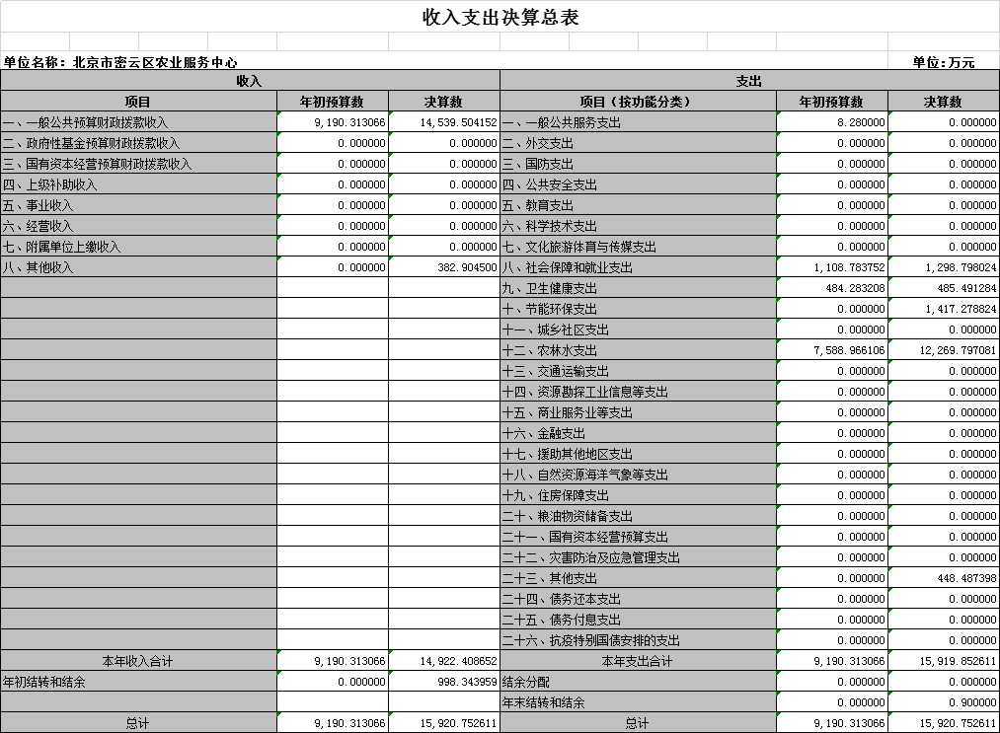 收入支出决算总表
单位名称：北京市密云区农业服务中心 单位:万元
收入 支出
项目 年初预算数 决算数 项目（按功能分类） 年初预算数 决算数
一、一般公共预算财政拨款收入 9,190.313066 14,539.504152 一、一般公共服务支出 8.280000 0.000000
二、政府性基金预算财政拨款收入 0.000000 0.000000 二、外交支出 0.000000 0.000000
三、国有资本经营预算财政拨款收入 0.000000 0.000000 三、国防支出 0.000000 0.000000
四、上级补助收入 0.000000 0.000000 四、公共安全支出 0.000000 0.000000
五、事业收入 0.000000 0.000000 五、教育支出 0.000000 0.000000
六、经营收入 0.000000 0.000000 六、科学技术支出 0.000000 0.000000
七、附属单位上缴收入 0.000000 0.000000 七、文化旅游体育与传媒支出 0.000000 0.000000
八、其他收入 0.000000 382.904500 八、社会保障和就业支出 1,108.783752 1,298.798024
九、卫生健康支出 484.283208 485.491284
十、节能环保支出 0.000000 1,417.278824
十一、城乡社区支出 0.000000 0.000000
十二、农林水支出 7,588.966106 12,269.797081
十三、交通运输支出 0.000000 0.000000
十四、资源勘探工业信息等支出 0.000000 0.000000
十五、商业服务业等支出 0.000000 0.000000
十六、金融支出 0.000000 0.000000
十七、援助其他地区支出 0.000000 0.000000
十八、自然资源海洋气象等支出 0.000000 0.000000
十九、住房保障支出 0.000000 0.000000
二十、粮油物资储备支出 0.000000 0.000000
二十一、国有资本经营预算支出 0.000000 0.000000
二十二、灾害防治及应急管理支出 0.000000 0.000000
二十三、其他支出 0.000000 448.487398
二十四、债务还本支出 0.000000 0.000000
二十五、债务付息支出 0.000000 0.000000
二十六、抗疫特别国债安排的支出 0.000000 0.000000
本年收入合计 9,190.313066 14,922.408652 本年支出合计 9,190.313066 15,919.852611
年初结转和结余 0.000000 998.343959 结余分配 0.000000 0.000000
年末结转和结余 0.000000 0.900000
总计 9,190.313066 15,920.752611 总计 9,190.313066 15,920.752611